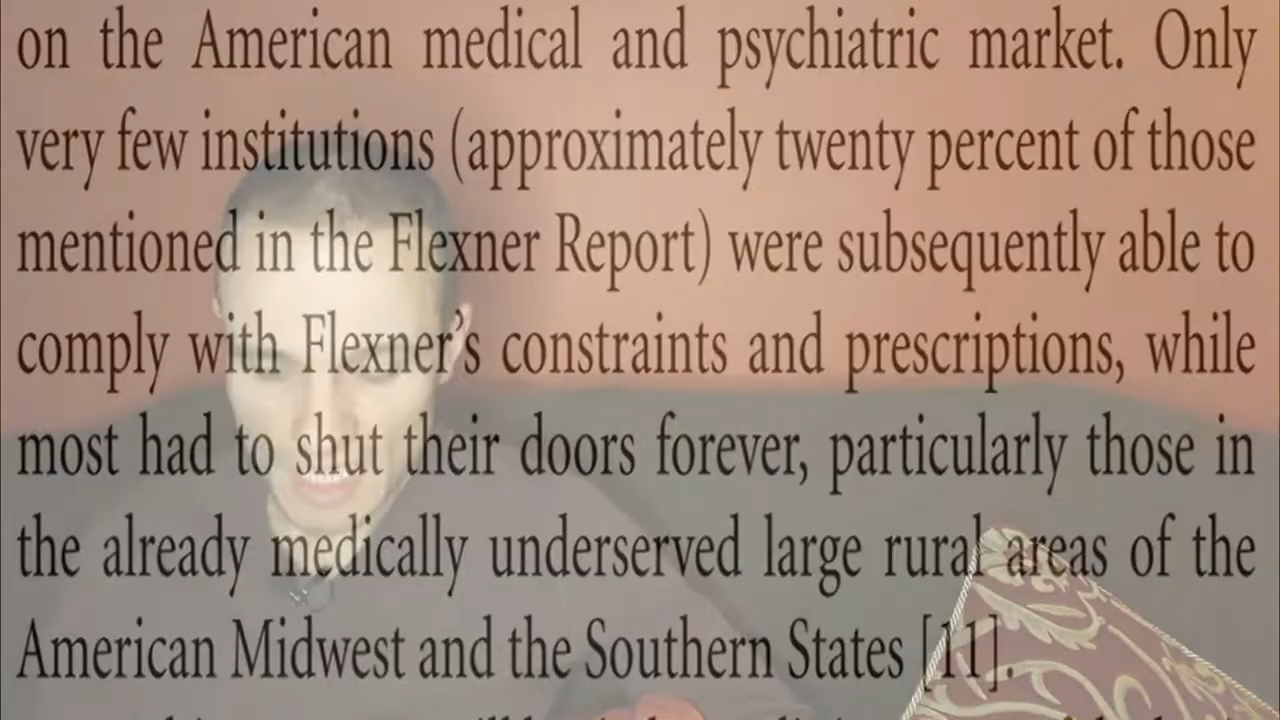 on the American medical and psychiatric market. Only
very few institutions (approximately twenty percent of those
mentioned in the Flexner Report) were subsequently able to
comply with Flexner's constraints and prescriptions, while
most had to shut their doors forever, particularly those in
the already medically underserved large rural areas of the
American Midwest and the Southern States [11].